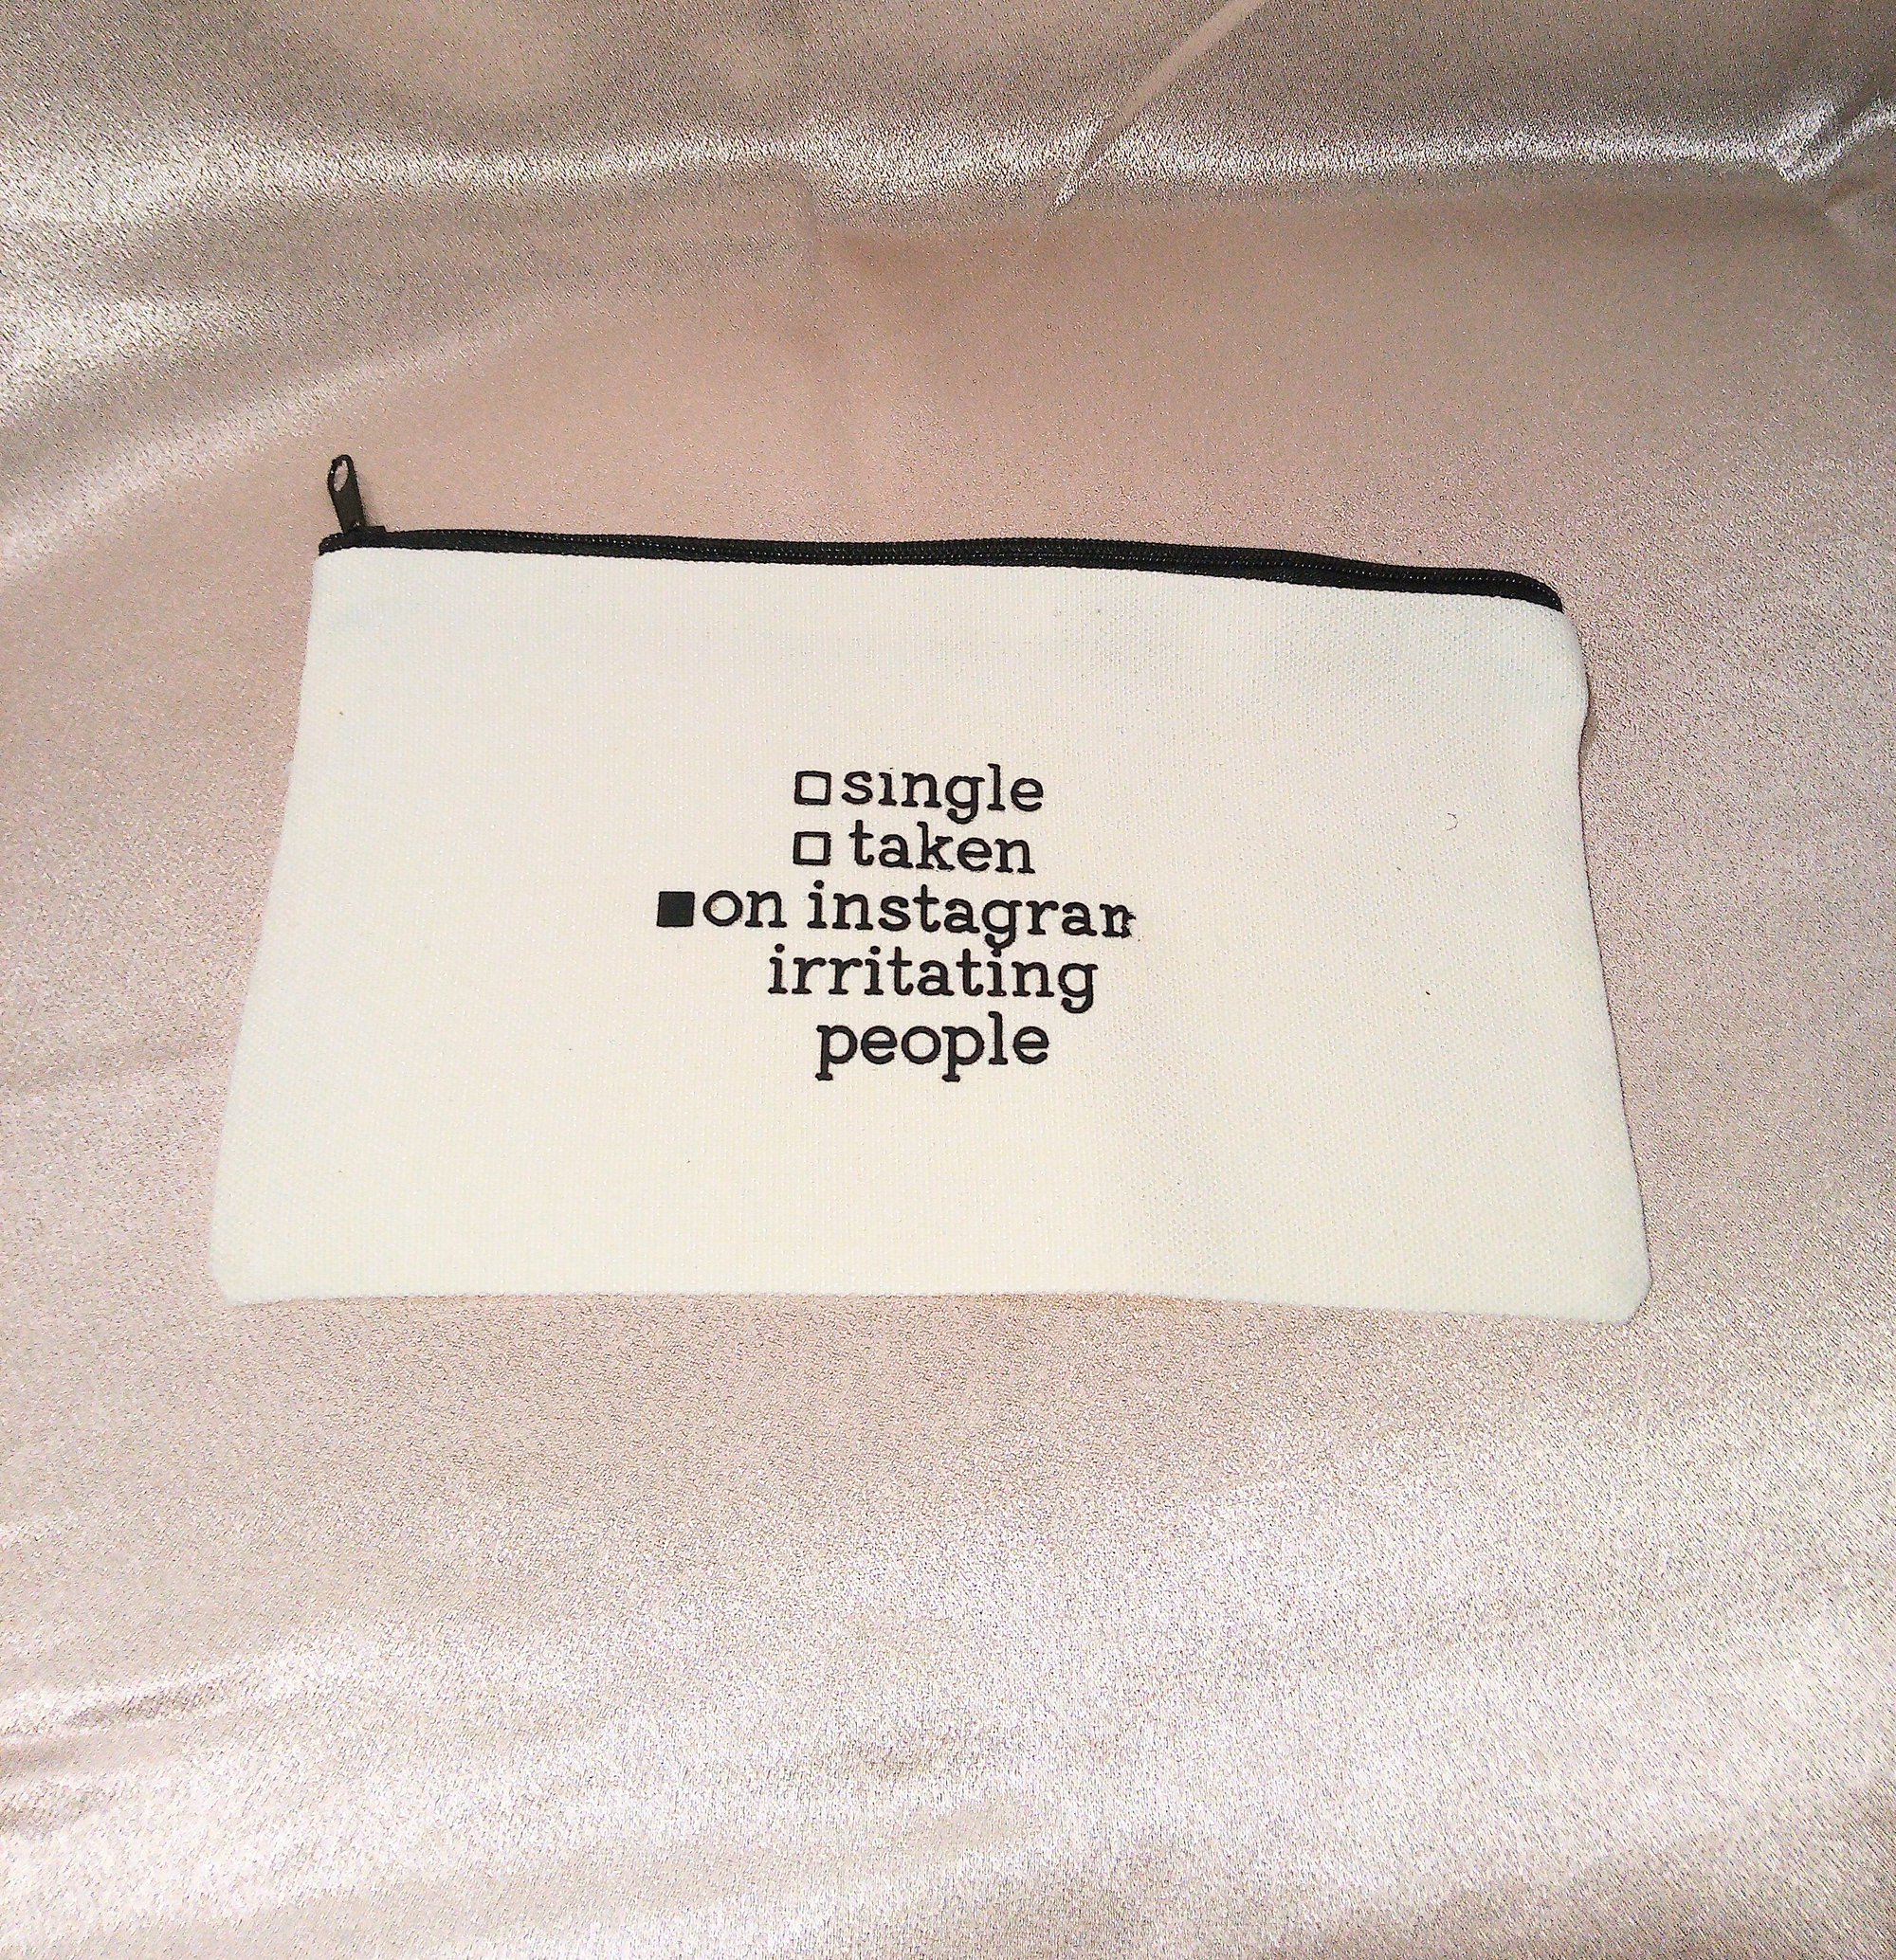 ☐ single
☐ taken
■ on instagram
irritating
people